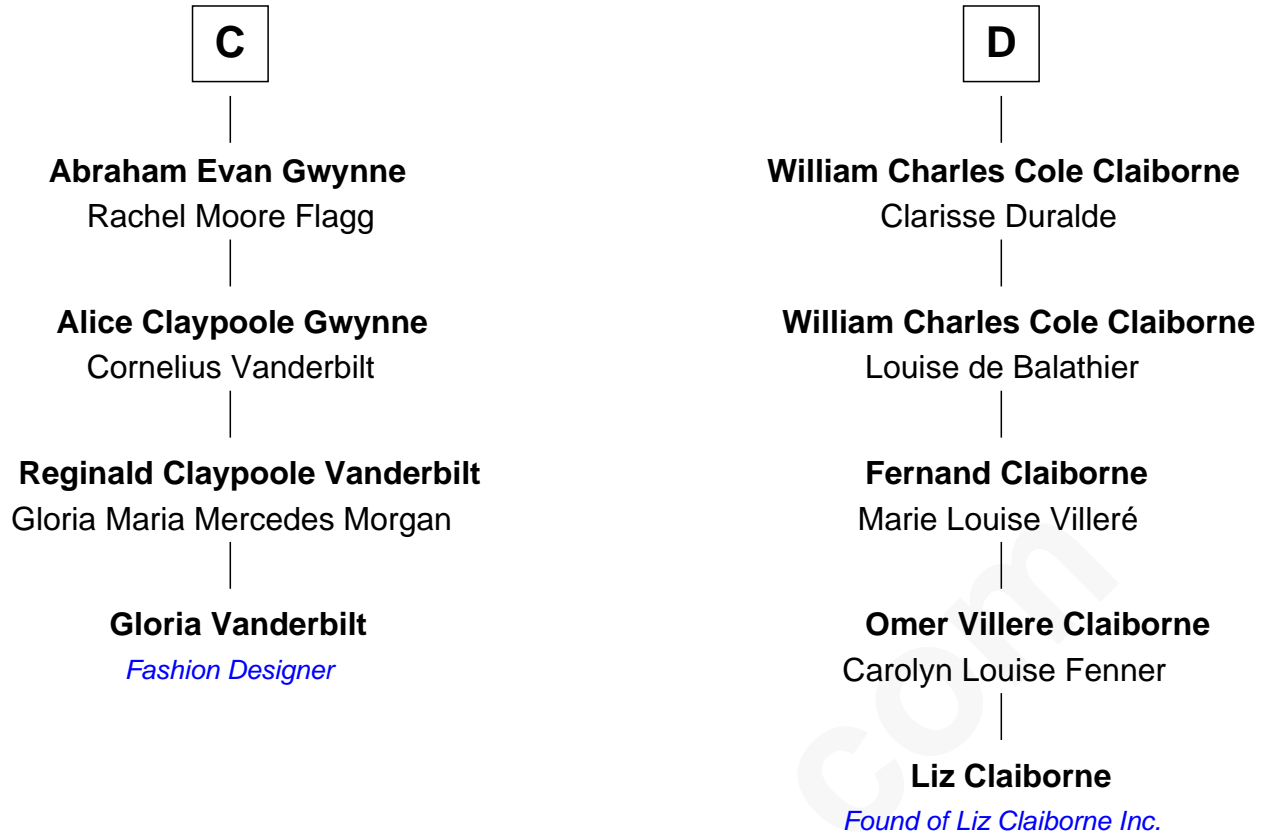 C
Abraham Evan Gwynne
Rachel Moore Flagg
Alice Claypoole Gwynne
Cornelius Vanderbilt
Reginald Claypoole Vanderbilt
Gloria Maria Mercedes Morgan
Gloria Vanderbilt
Fashion Designer
D
William Charles Cole Claiborne
Clarisse Duralde
William Charles Cole Claiborne
Louise de Balathier
Fernand Claiborne
Marie Louise Villeré
Omer Villere Claiborne
Carolyn Louise Fenner
Liz Claiborne
Found of Liz Claiborne Inc.
com